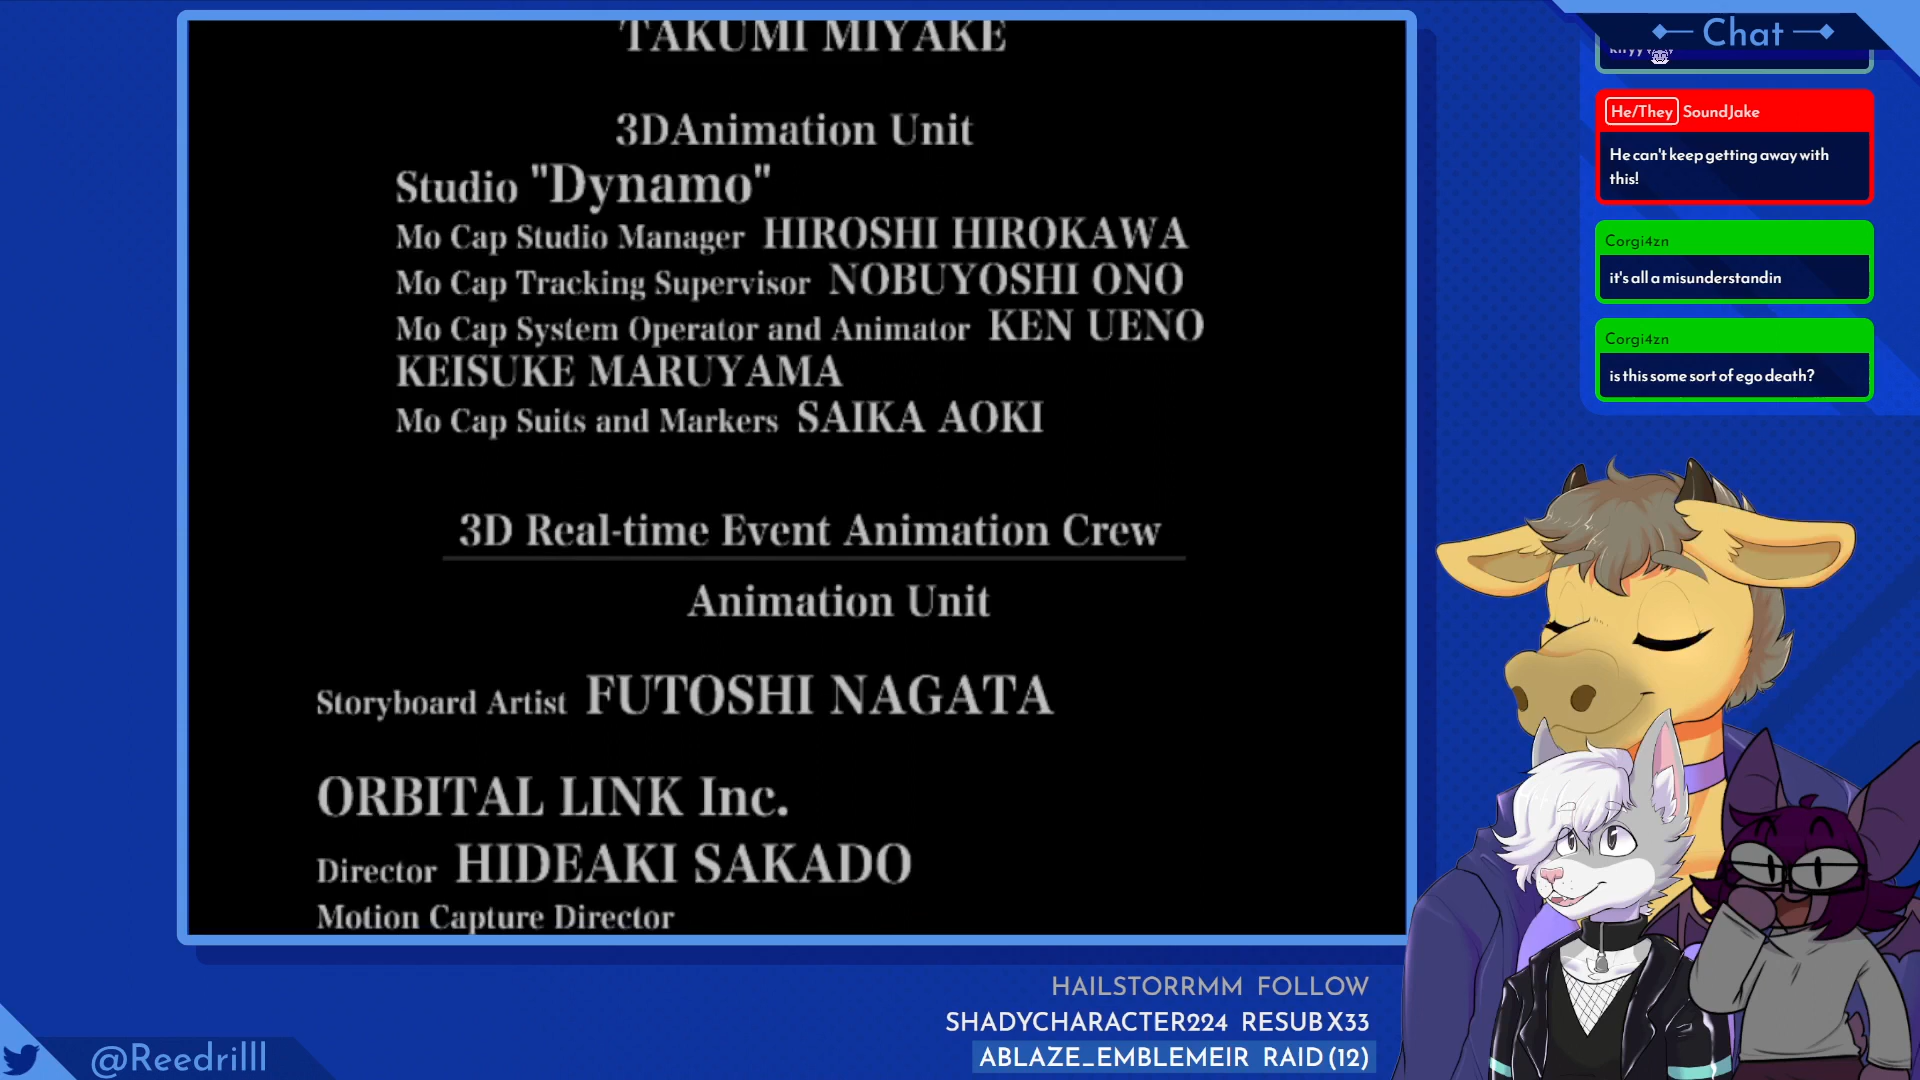 TAKUMI MIYAKE
3DAnimation Unit
Studio "Dynamo"
Mo Cap Studio Manager HIROSHI HIROKAWA
Mo Cap Tracking Supervisor NOBUYOSHI ONO
Mo Cap System Operator and Animator KEN UENO
KEISUKE MARUYAMA
Mo Cap Suits and Markers SAIKA AOKI
3D Real-time Event Animation Crew
Animation Unit
Storyboard Artist FUTOSHI NAGATA
ORBITAL LINK Inc.
Director HIDEAKI SAKADO
Motion Capture Director
Chat
He/They SoundJake
He can't keep getting away with
this!
Corgi4zn
it's all a misunderstandin
Corgi4zn
is this some sort of ego death?
HAILSTORRMM FOLLOW
SHADYCHARACTER224 RESUB X33
ABLAZE_EMBLEMEIR RAID (12)
@Reedrilll